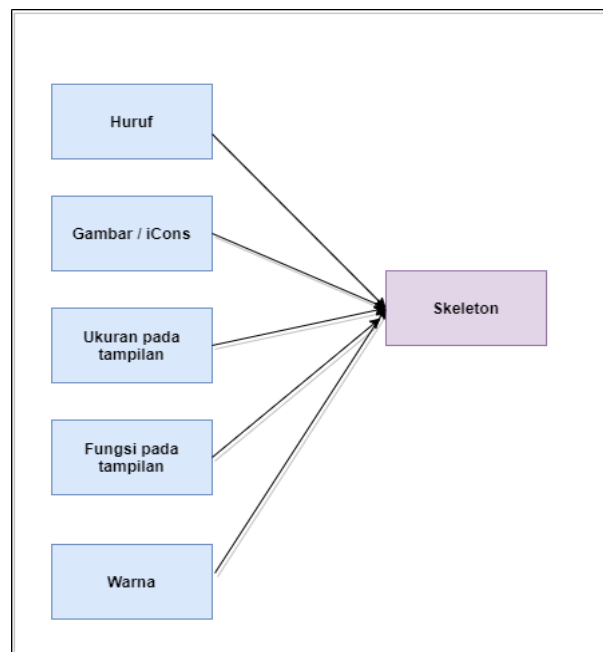 Huruf
Gambar / iCons
Ukuran pada
tampilan
Fungsi pada
tampilan
Warna
Skeleton